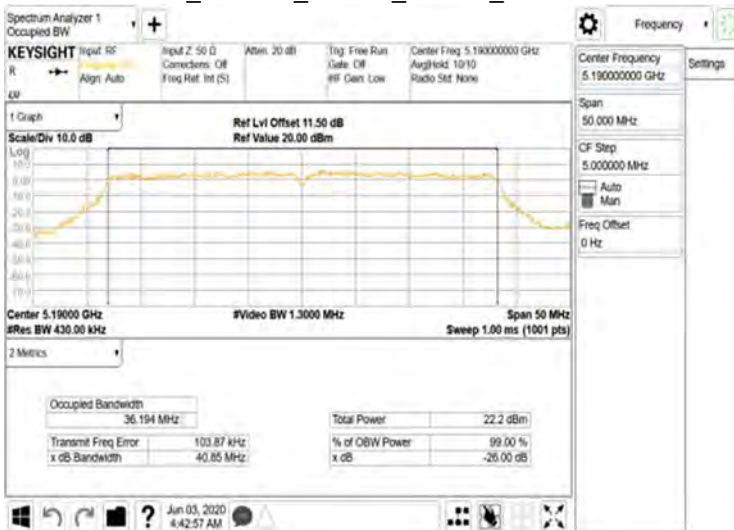 Spectrum Analyzer 1
Occupied BW
Frequency
KEYSIGHT
Input: RF
Input Z: 50 Ω
Atten: 20 dB
Trig: Free Run
Center Freq: 5.190000000 GHz
Corrections: Off
Gate: Off
Avg|Hold: 10/10
R
Align: Auto
Freq Ref: Int (S)
#IF Gain: Low
Radio Std: None
Center Frequency
5.190000000 GHz
Settings
Span
50.000 MHz
CF Step
5.000000 MHz
Auto
Man
Freq Offset
0 Hz
1 Graph
Ref Lvl Offset 11.50 dB
Scale/Div 10.0 dB
Ref Value 20.00 dBm
Log
Center 5.19000 GHz
#Video BW 1.3000 MHz
Span 50 MHz
#Res BW 430.00 kHz
Sweep 1.00 ms (1001 pts)
2 Metrics
Occupied Bandwidth
36.194 MHz
Total Power
22.2 dBm
Transmit Freq Error
103.87 kHz
% of OBW Power
99.00 %
x dB Bandwidth
40.85 MHz
x dB
-26.00 dB
?
Jun 03, 2020
4:42:57 AM